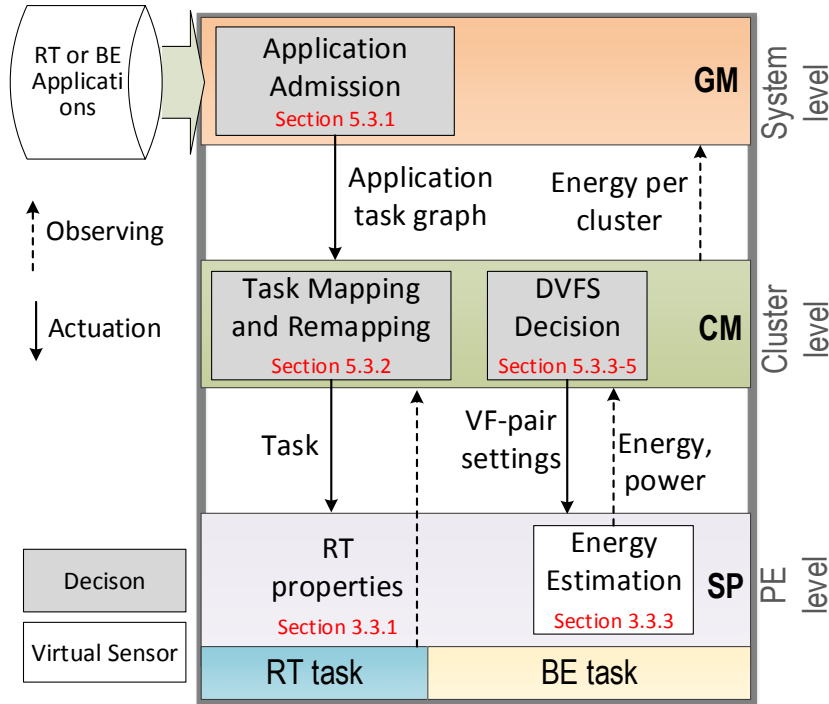 RT or BE
Applicati
ons
Application
Admission
Section 5.3.1
GM
System
level
Observing
Actuation
Application
task graph
Energy per
cluster
Task Mapping
and Remapping
Section 5.3.2
DVFS
Decision
Section 5.3.3-5
CM
Cluster
level
Task
VF-pair
settings
Energy,
power
RT
properties
Section 3.3.1
Energy
Estimation
Section 3.3.3
SP
PE
level
Decison
Virtual Sensor
RT task
BE task